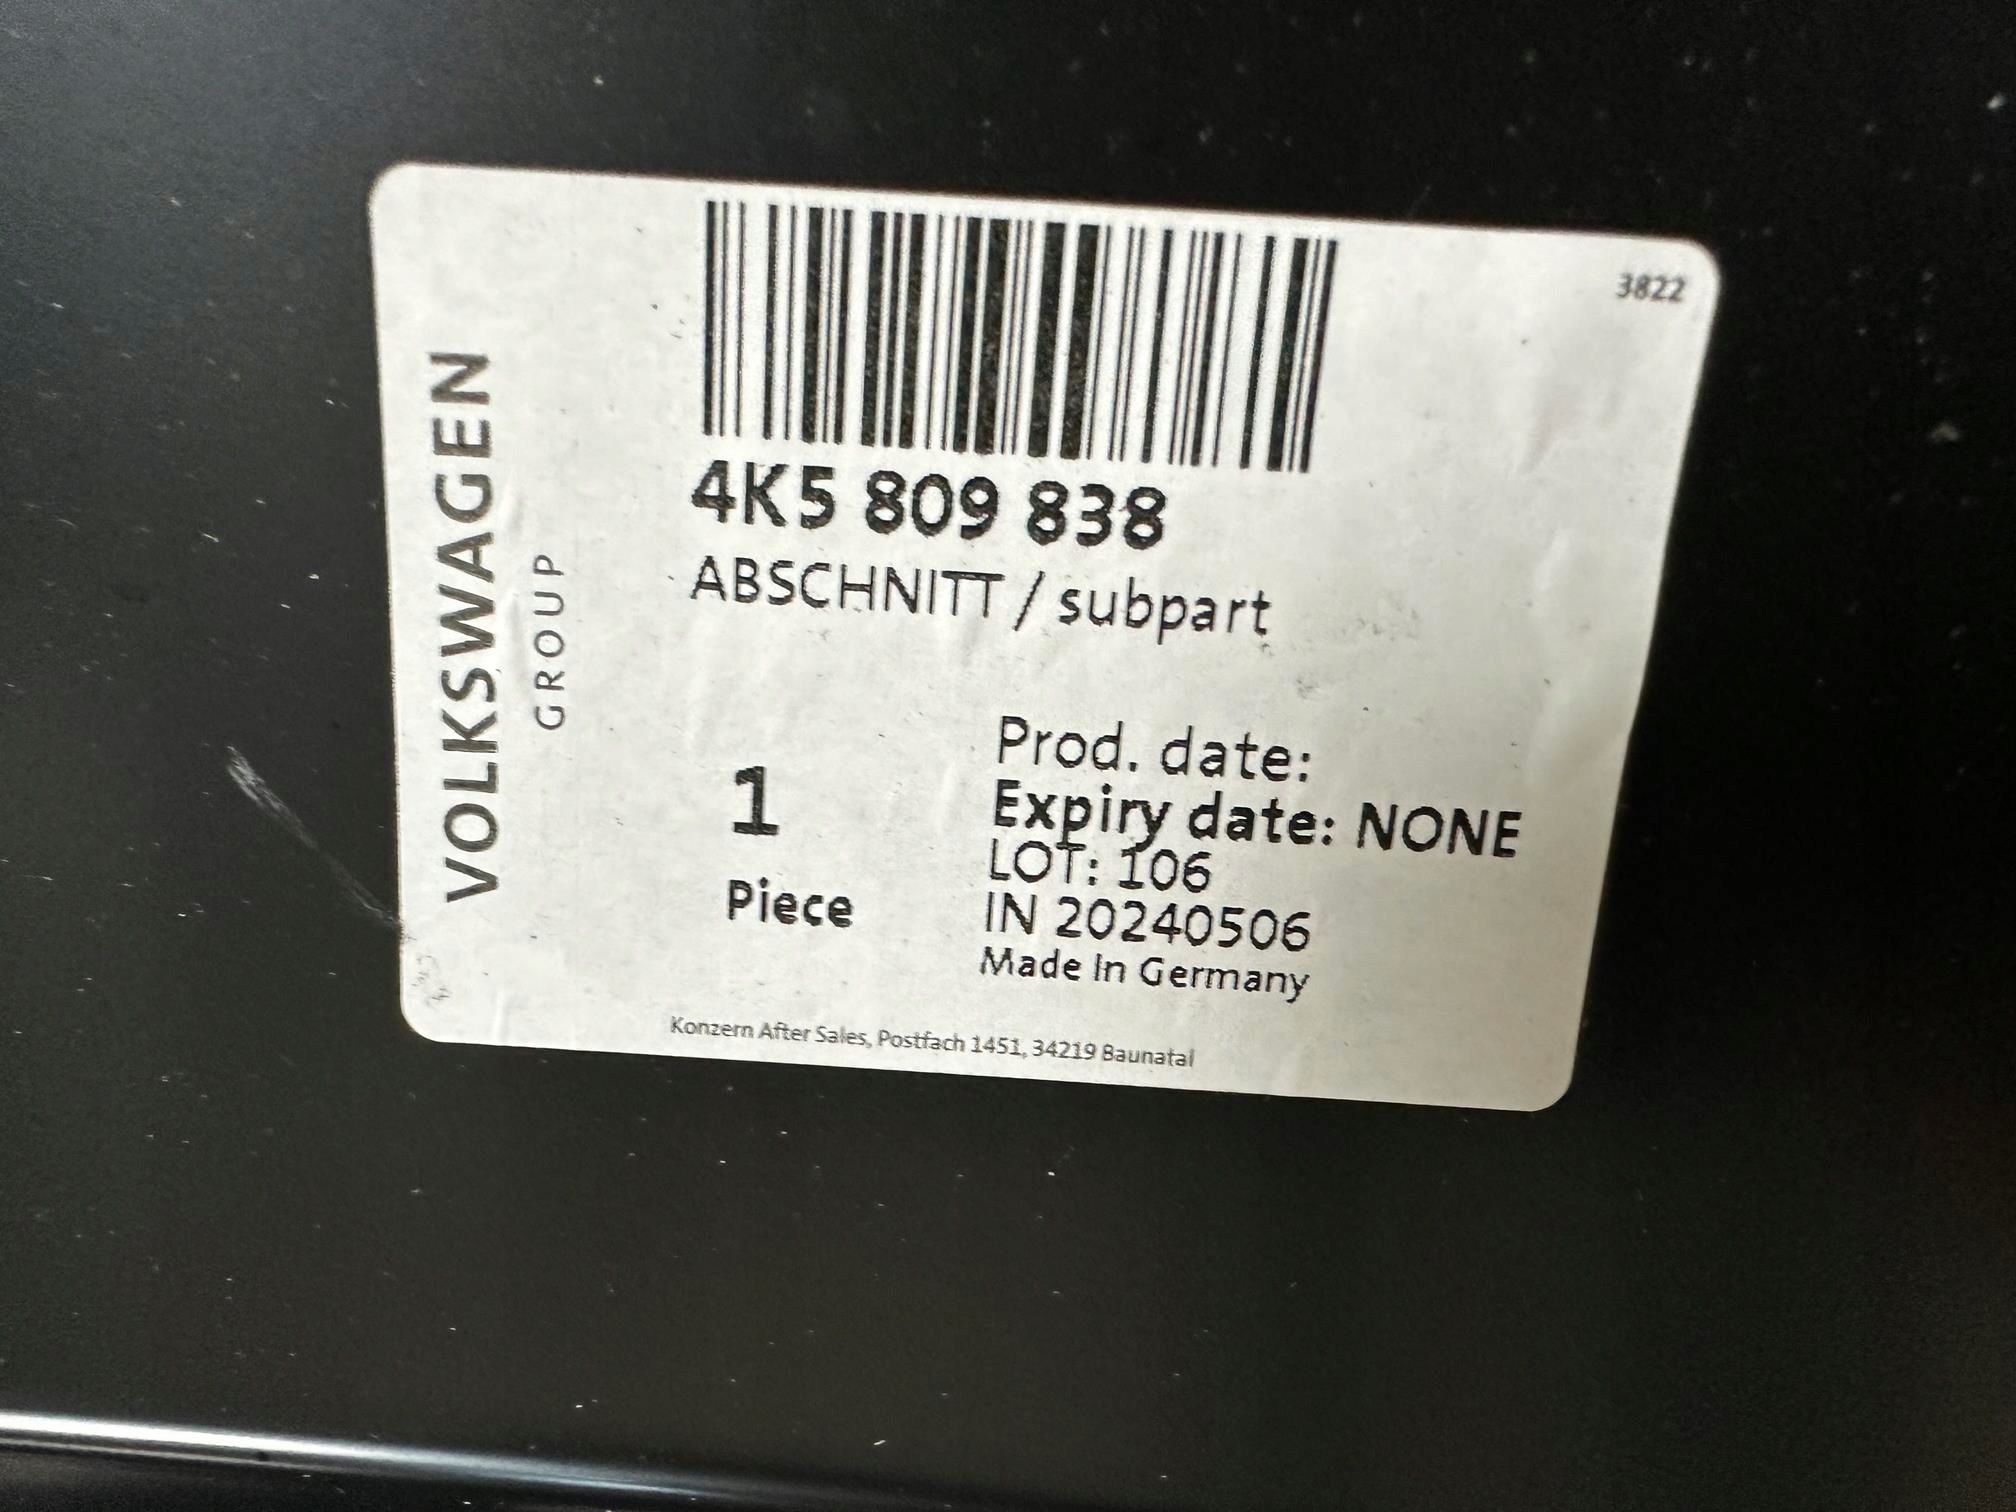 3822
VOLKSWAGEN
GROUP
4K5 809 838
ABSCHNITT / subpart
1
Piece
Prod. date:
Expiry date: NONE
LOT: 106
IN 20240506
Made In Germany
Konzern After Sales, Postfach 1451, 34219 Baunatal